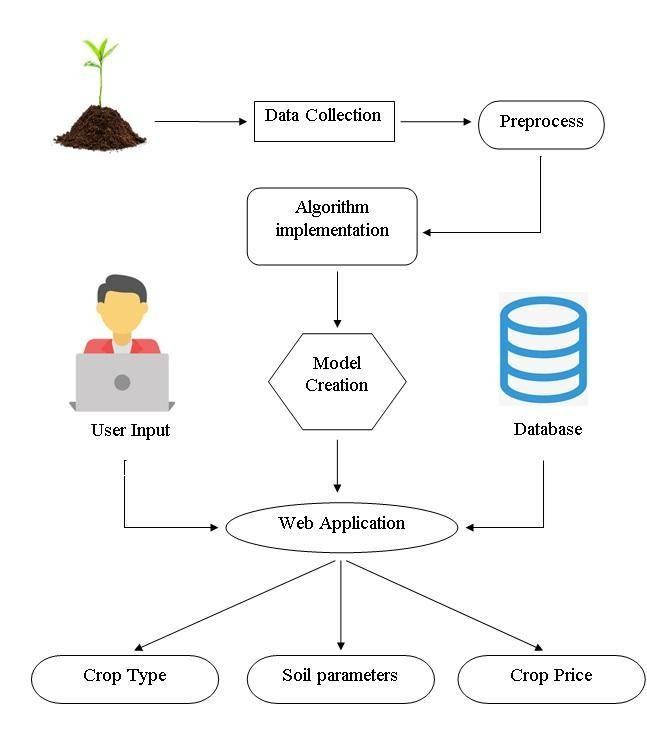 Data Collection
Preprocess
Algorithm
implementation
Model
Creation
User Input
Database
Web Application
Crop Type
Soil parameters
Crop Price